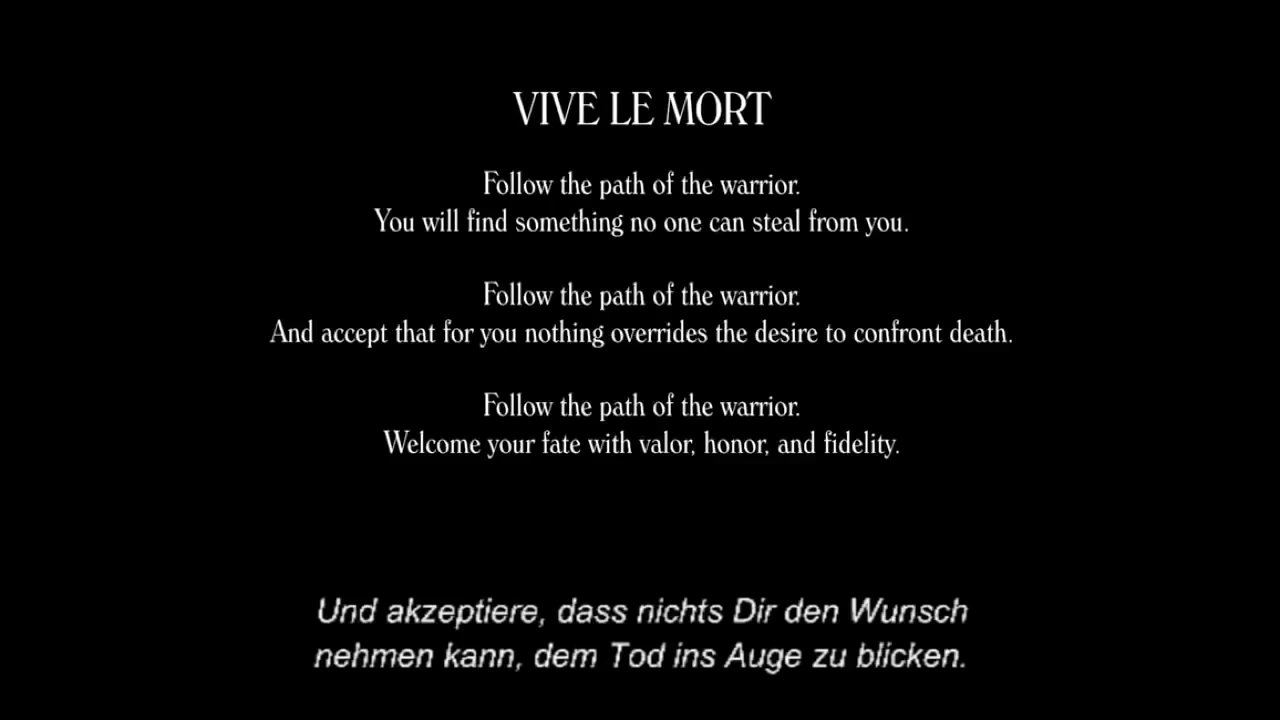 VIVE LE MORT
Follow the path of the warrior.
You will find something no one can steal from you.
Follow the path of the warrior.
And accept that for you nothing overrides the desire to confront death.
Follow the path of the warrior.
Welcome your fate with valor, honor, and fidelity.
Und akzeptiere, dass nichts Dir den Wunsch
nehmen kann, dem Tod ins Auge zu blicken.